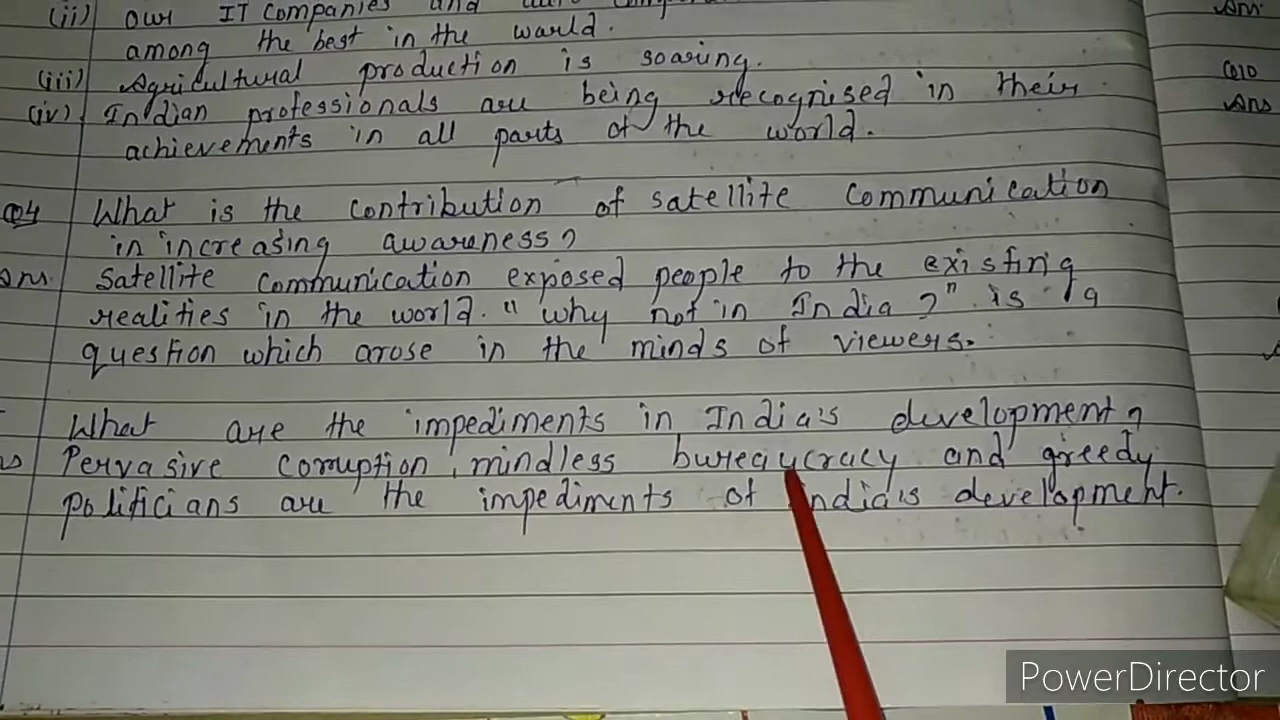 (ii) our IT Companies and
among the best in the world.
(iii) Agricultural production is soaring.
(iv) Indian professionals are being recognised in their
achievements in all parts of the world.
Q4 What is the contribution of satellite communication
in increasing awareness?
Ans. Satellite communication exposed people to the existing
realities in the world. "why not in India?" is a
question which arose in the minds of viewers.
What are the impediments in India's development?
Pervasive corruption, mindless bureaucracy and greedy
politicians are the impediments of India's development.
Ans.
Q10
Ans
PowerDirector